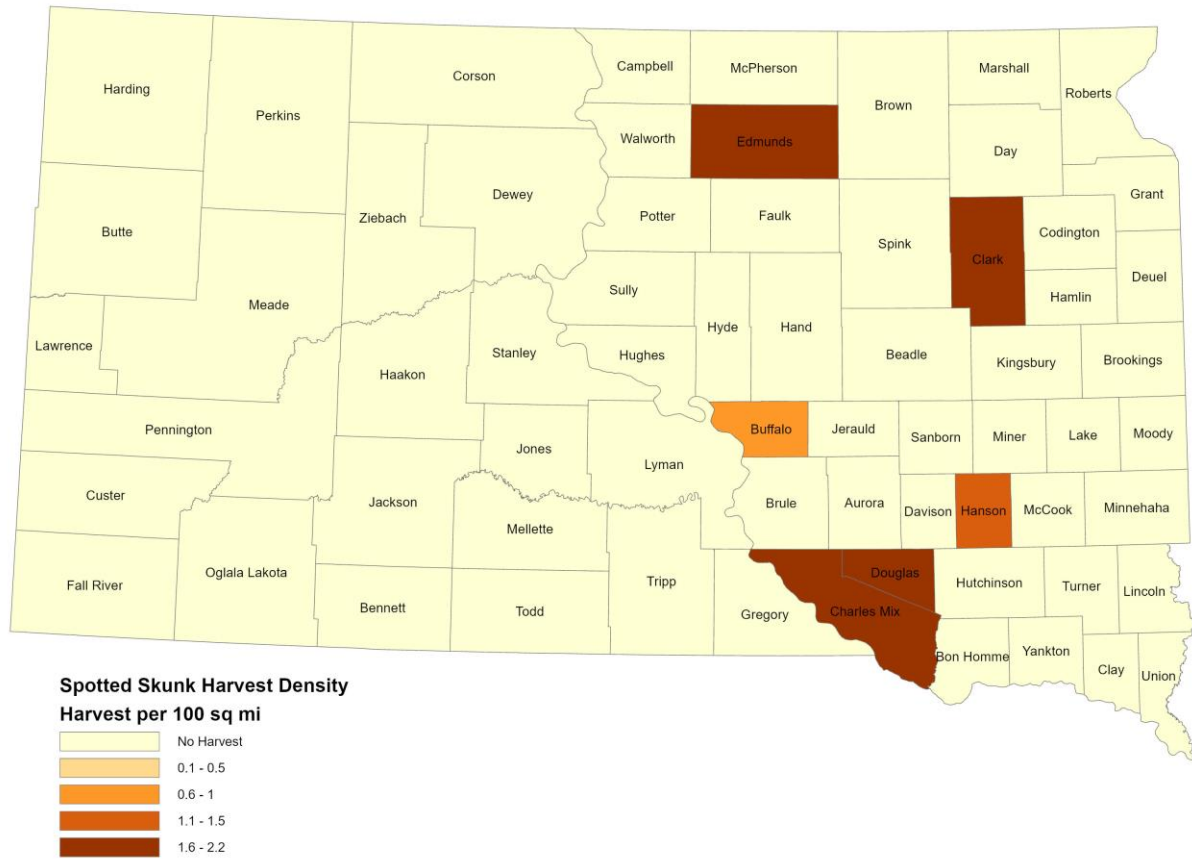 Harding
Perkins
Corson
Campbell
McPherson
Brown
Marshall
Roberts
Walworth
Edmunds
Day
Butte
Ziebach
Dewey
Potter
Faulk
Spink
Clark
Codington
Grant
Meade
Sully
Hyde
Hand
Hamlin
Deuel
Lawrence
Haakon
Stanley
Hughes
Beadle
Kingsbury
Brookings
Pennington
Jones
Lyman
Buffalo
Jerauld
Sanborn
Miner
Lake
Moody
Custer
Jackson
Mellette
Brule
Aurora
Davison
Hanson
McCook
Minnehaha
Fall River
Oglala Lakota
Bennett
Todd
Tripp
Gregory
Charles Mix
Douglas
Hutchinson
Turner
Lincoln
Bon Homme
Yankton
Clay
Union
Spotted Skunk Harvest Density
Harvest per 100 sq mi
No Harvest
0.1 - 0.5
0.6 - 1
1.1 - 1.5
1.6 - 2.2